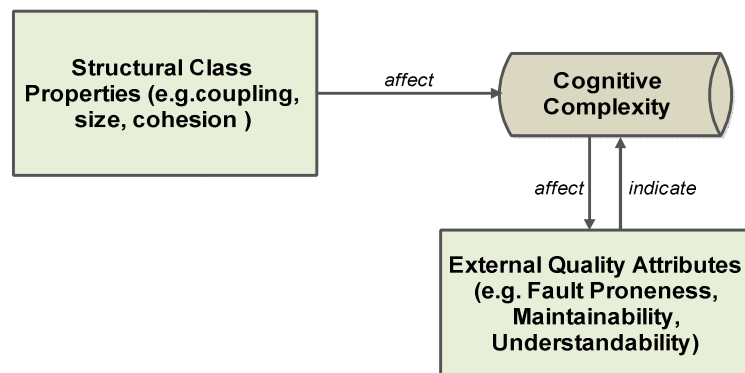 Structural Class
Properties (e.g.coupling,
size, cohesion )
affect
Cognitive
Complexity
affect
indicate
External Quality Attributes
(e.g. Fault Proneness,
Maintainability,
Understandability)